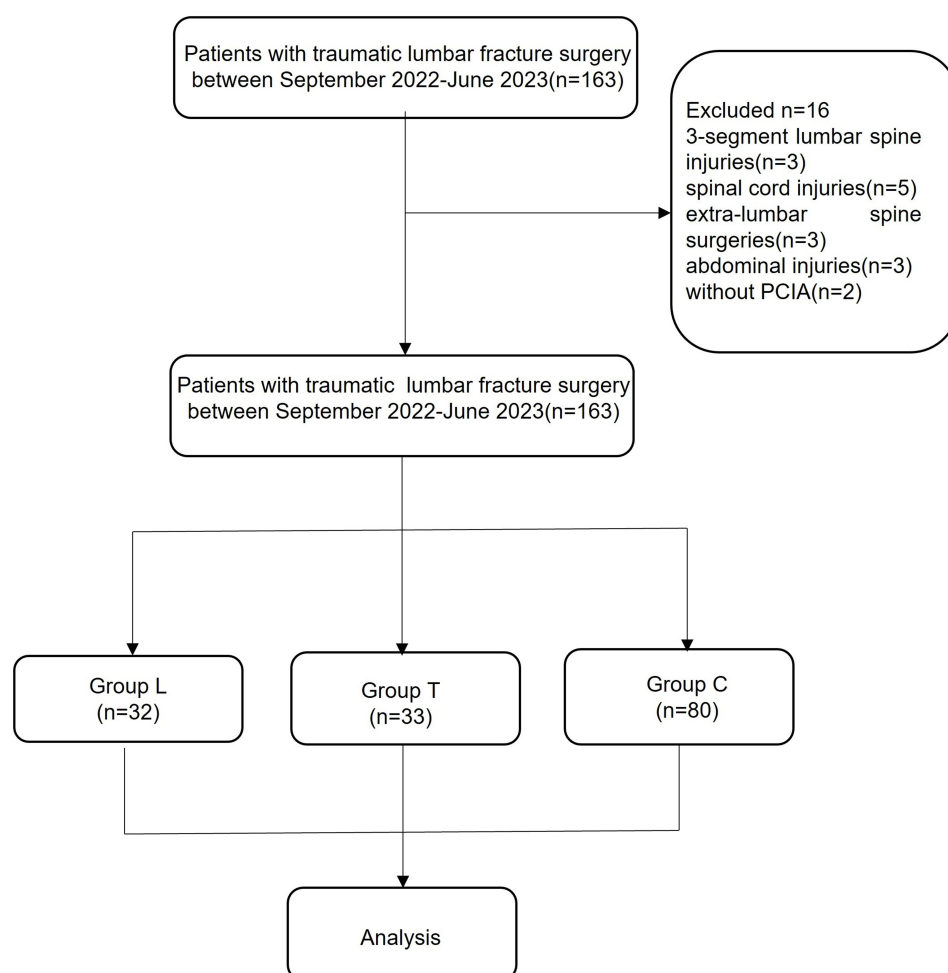 Patients with traumatic lumbar fracture surgery
between September 2022-June 2023(n=163)
Excluded n=16
3-segment lumbar spine
injuries(n=3)
spinal cord injuries(n=5)
extra-lumbar spine
surgeries(n=3)
abdominal injuries(n=3)
without PCIA(n=2)
Patients with traumatic lumbar fracture surgery
between September 2022-June 2023(n=163)
Group L
(n=32)
Group T
(n=33)
Group C
(n=80)
Analysis